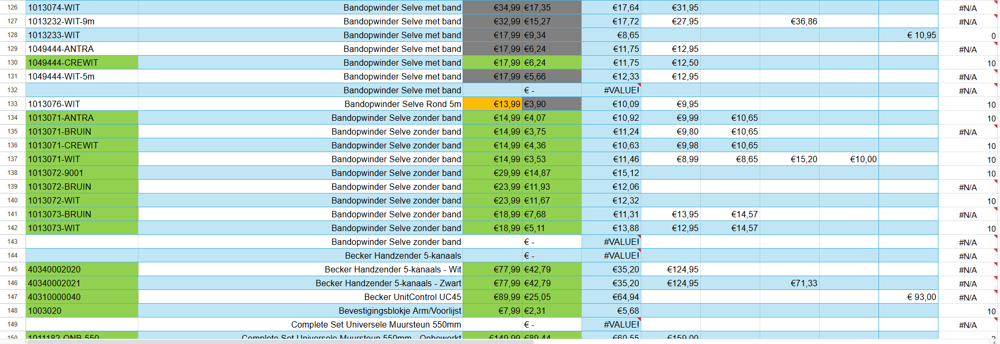 126 1013074-WIT Bandopwinder Selve met band €34,99 €17,35 €17,64 €31,95 #N/A
127 1013232-WIT-9m Bandopwinder Selve met band €32,99 €15,27 €17,72 €27,95 €36,86 #N/A
128 1013233-WIT Bandopwinder Selve met band €17,99 €9,34 €8,65 € 10,95 0
129 1049444-ANTRA Bandopwinder Selve met band €17,99 €6,24 €11,75 €12,95 #N/A
130 1049444-CREWIT Bandopwinder Selve met band €17,99 €6,24 €11,75 €12,50 10
131 1049444-WIT-5m Bandopwinder Selve met band €17,99 €5,66 €12,33 €12,95 #N/A
132 Bandopwinder Selve met band € - #VALUE! #N/A
133 1013076-WIT Bandopwinder Selve Rond 5m €13,99 €3,90 €10,09 €9,95 10
134 1013071-ANTRA Bandopwinder Selve zonder band €14,99 €4,07 €10,92 €9,99 €10,65 10
135 1013071-BRUIN Bandopwinder Selve zonder band €14,99 €3,75 €11,24 €9,80 €10,65 #N/A
136 1013071-CREWIT Bandopwinder Selve zonder band €14,99 €4,36 €10,63 €9,98 €10,65 10
137 1013071-WIT Bandopwinder Selve zonder band €14,99 €3,53 €11,46 €8,99 €8,65 €15,20 €10,00 10
138 1013072-9001 Bandopwinder Selve zonder band €29,99 €14,87 €15,12 10
139 1013072-BRUIN Bandopwinder Selve zonder band €23,99 €11,93 €12,06 #N/A
140 1013072-WIT Bandopwinder Selve zonder band €23,99 €11,67 €12,32 10
141 1013073-BRUIN Bandopwinder Selve zonder band €18,99 €7,68 €11,31 €13,95 €14,57 #N/A
142 1013073-WIT Bandopwinder Selve zonder band €18,99 €5,11 €13,88 €12,95 €14,57 10
143 Bandopwinder Selve zonder band € - #VALUE! #N/A
144 Becker Handzender 5-kanaals € - #VALUE! #N/A
145 40340002020 Becker Handzender 5-kanaals - Wit €77,99 €42,79 €35,20 €124,95 #N/A
146 40340002021 Becker Handzender 5-kanaals - Zwart €77,99 €42,79 €35,20 €124,95 €71,33 #N/A
147 40310000040 Becker UnitControl UC45 €89,99 €25,05 €64,94 € 93,00 #N/A
148 1003020 Bevestigingsblokje Arm/Voorlijst €7,99 €2,31 €5,68 10
149 Complete Set Universele Muursteun 550mm € - #VALUE! #N/A
150 1011182-ONB-550 Complete Set Universele Muursteun 550mm - Onbewerkt €149,99 €89,44 €60,55 €159,00